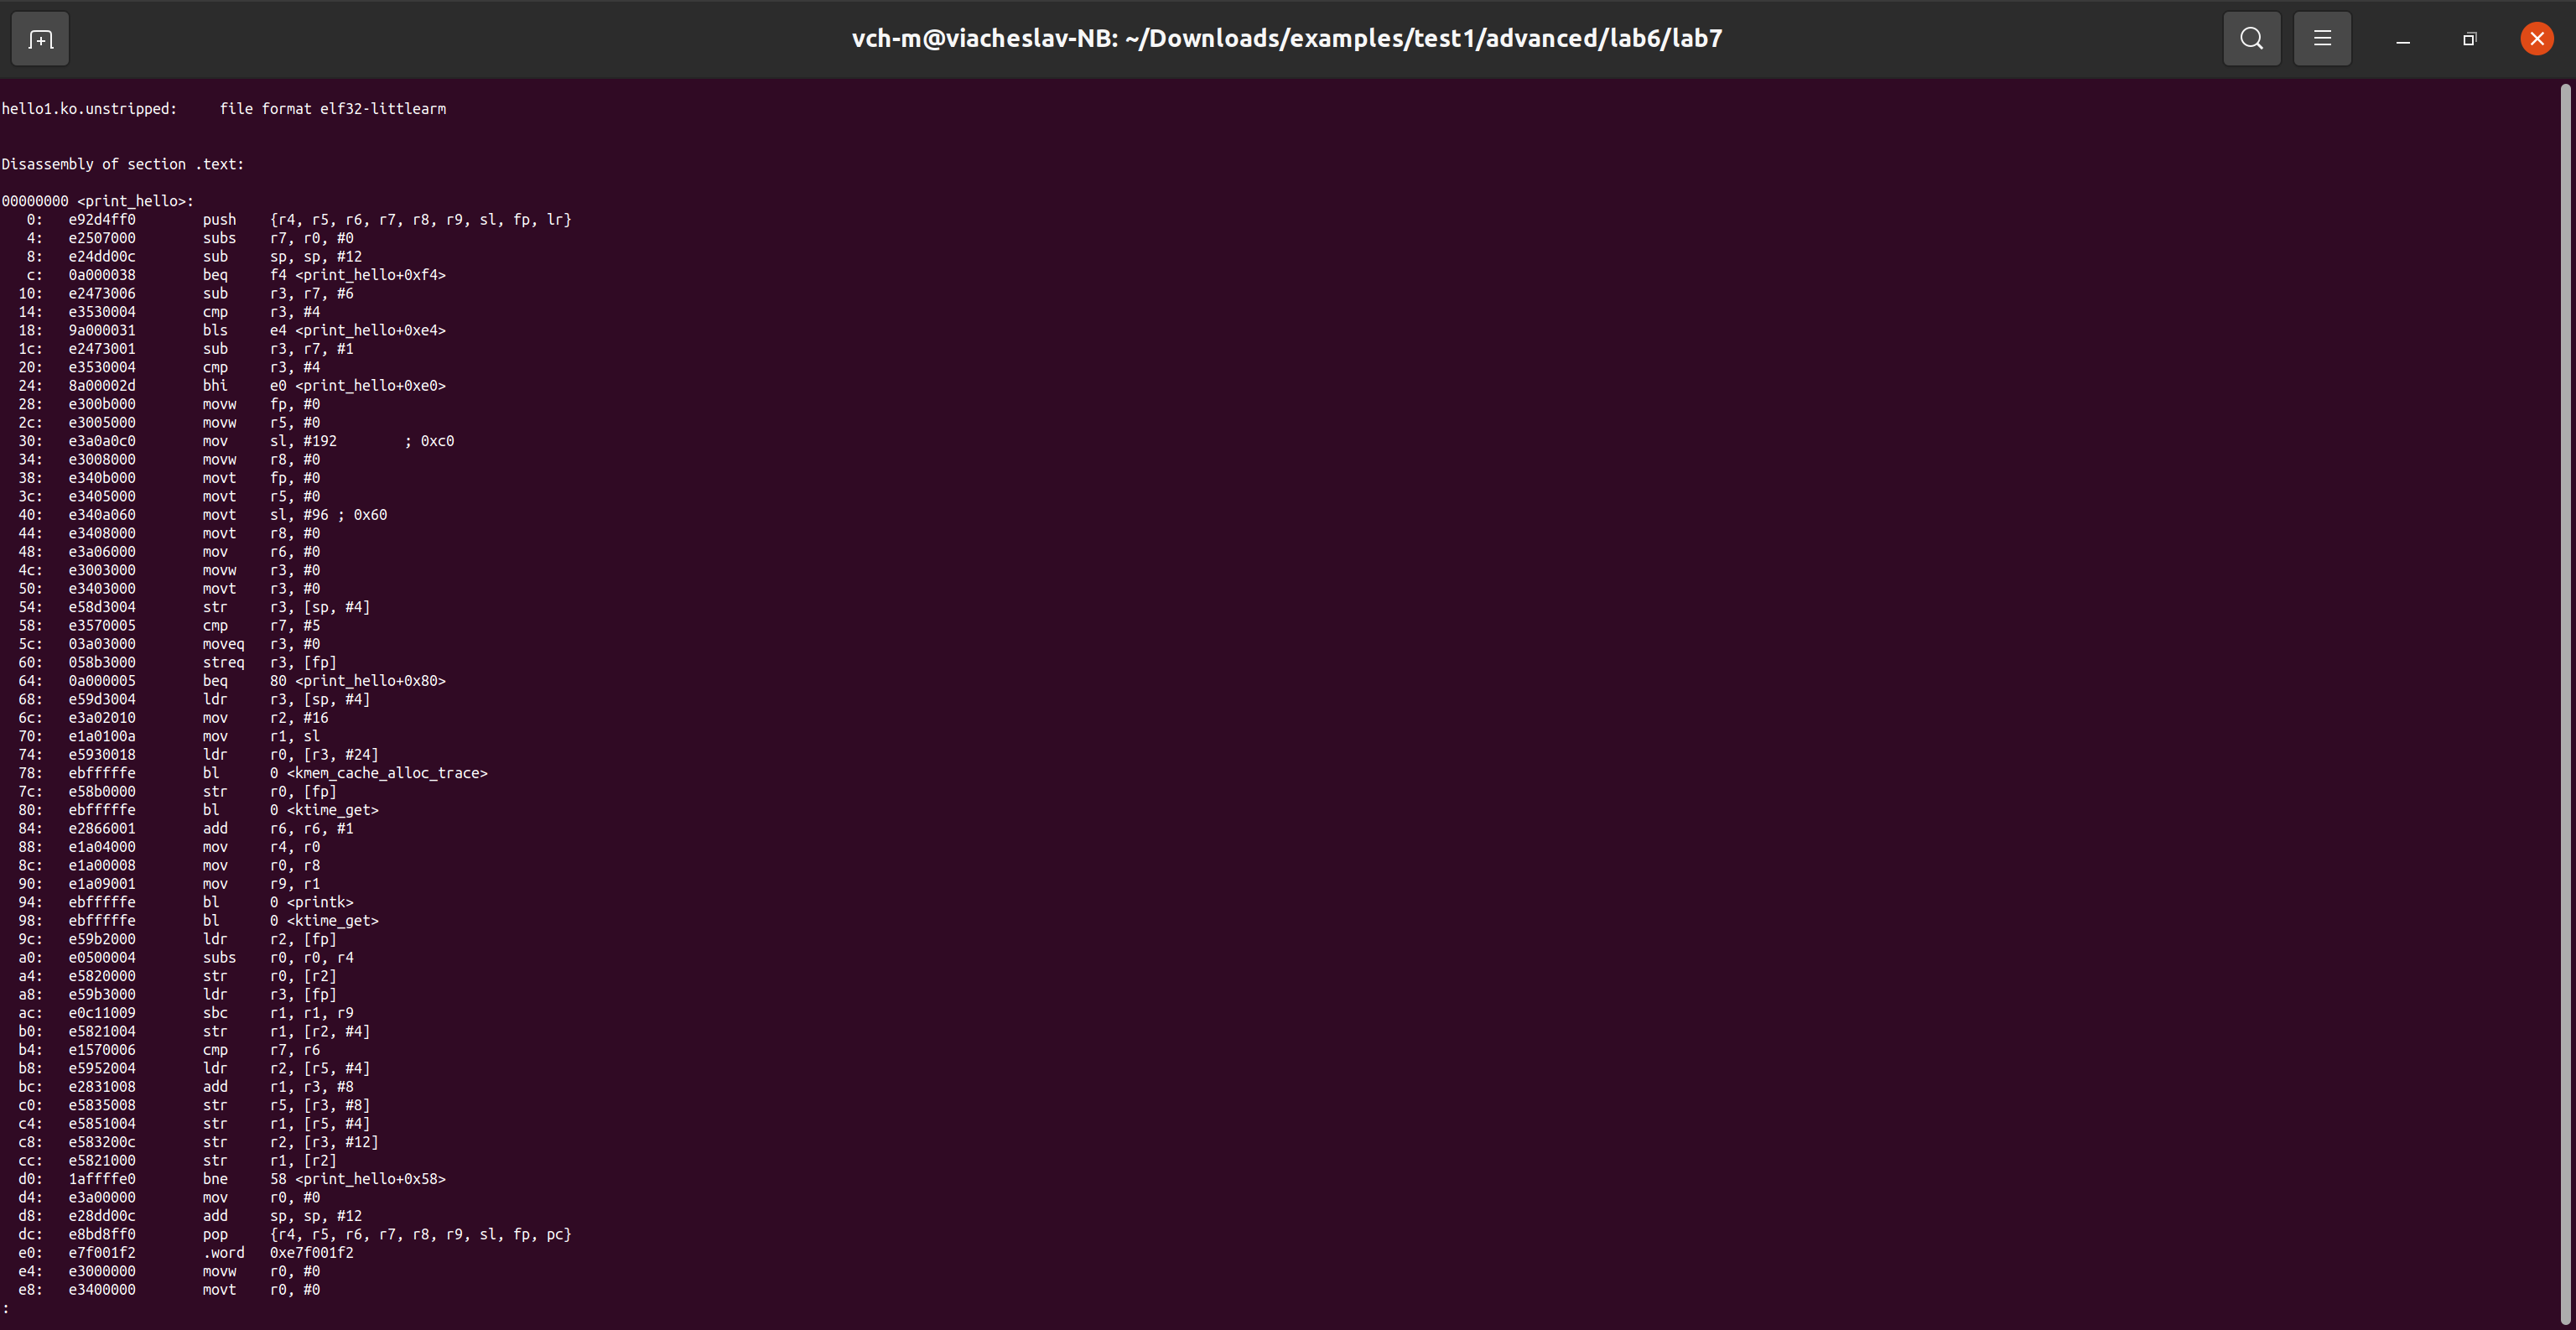 vch-m@viacheslav-NB: ~/Downloads/examples/test1/advanced/lab6/lab7
hello1.ko.unstripped:     file format elf32-littlearm
Disassembly of section .text:
00000000 <print_hello>:
   0:   e92d4ff0        push    {r4, r5, r6, r7, r8, r9, sl, fp, lr}
   4:   e2507000        subs    r7, r0, #0
   8:   e24dd00c        sub     sp, sp, #12
   c:   0a000038        beq     f4 <print_hello+0xf4>
  10:   e2473006        sub     r3, r7, #6
  14:   e3530004        cmp     r3, #4
  18:   9a000031        bls     e4 <print_hello+0xe4>
  1c:   e2473001        sub     r3, r7, #1
  20:   e3530004        cmp     r3, #4
  24:   8a00002d        bhi     e0 <print_hello+0xe0>
  28:   e300b000        movw    fp, #0
  2c:   e3005000        movw    r5, #0
  30:   e3a0a0c0        mov     sl, #192        ; 0xc0
  34:   e3008000        movw    r8, #0
  38:   e340b000        movt    fp, #0
  3c:   e3405000        movt    r5, #0
  40:   e340a060        movt    sl, #96 ; 0x60
  44:   e3408000        movt    r8, #0
  48:   e3a06000        mov     r6, #0
  4c:   e3003000        movw    r3, #0
  50:   e3403000        movt    r3, #0
  54:   e58d3004        str     r3, [sp, #4]
  58:   e3570005        cmp     r7, #5
  5c:   03a03000        moveq   r3, #0
  60:   058b3000        streq   r3, [fp]
  64:   0a000005        beq     80 <print_hello+0x80>
  68:   e59d3004        ldr     r3, [sp, #4]
  6c:   e3a02010        mov     r2, #16
  70:   e1a0100a        mov     r1, sl
  74:   e5930018        ldr     r0, [r3, #24]
  78:   ebfffffe        bl      0 <kmem_cache_alloc_trace>
  7c:   e58b0000        str     r0, [fp]
  80:   ebfffffe        bl      0 <ktime_get>
  84:   e2866001        add     r6, r6, #1
  88:   e1a04000        mov     r4, r0
  8c:   e1a00008        mov     r0, r8
  90:   e1a09001        mov     r9, r1
  94:   ebfffffe        bl      0 <printk>
  98:   ebfffffe        bl      0 <ktime_get>
  9c:   e59b2000        ldr     r2, [fp]
  a0:   e0500004        subs    r0, r0, r4
  a4:   e5820000        str     r0, [r2]
  a8:   e59b3000        ldr     r3, [fp]
  ac:   e0c11009        sbc     r1, r1, r9
  b0:   e5821004        str     r1, [r2, #4]
  b4:   e1570006        cmp     r7, r6
  b8:   e5952004        ldr     r2, [r5, #4]
  bc:   e2831008        add     r1, r3, #8
  c0:   e5835008        str     r5, [r3, #8]
  c4:   e5851004        str     r1, [r5, #4]
  c8:   e583200c        str     r2, [r3, #12]
  cc:   e5821000        str     r1, [r2]
  d0:   1affffe0        bne     58 <print_hello+0x58>
  d4:   e3a00000        mov     r0, #0
  d8:   e28dd00c        add     sp, sp, #12
  dc:   e8bd8ff0        pop     {r4, r5, r6, r7, r8, r9, sl, fp, pc}
  e0:   e7f001f2        .word   0xe7f001f2
  e4:   e3000000        movw    r0, #0
  e8:   e3400000        movt    r0, #0
: